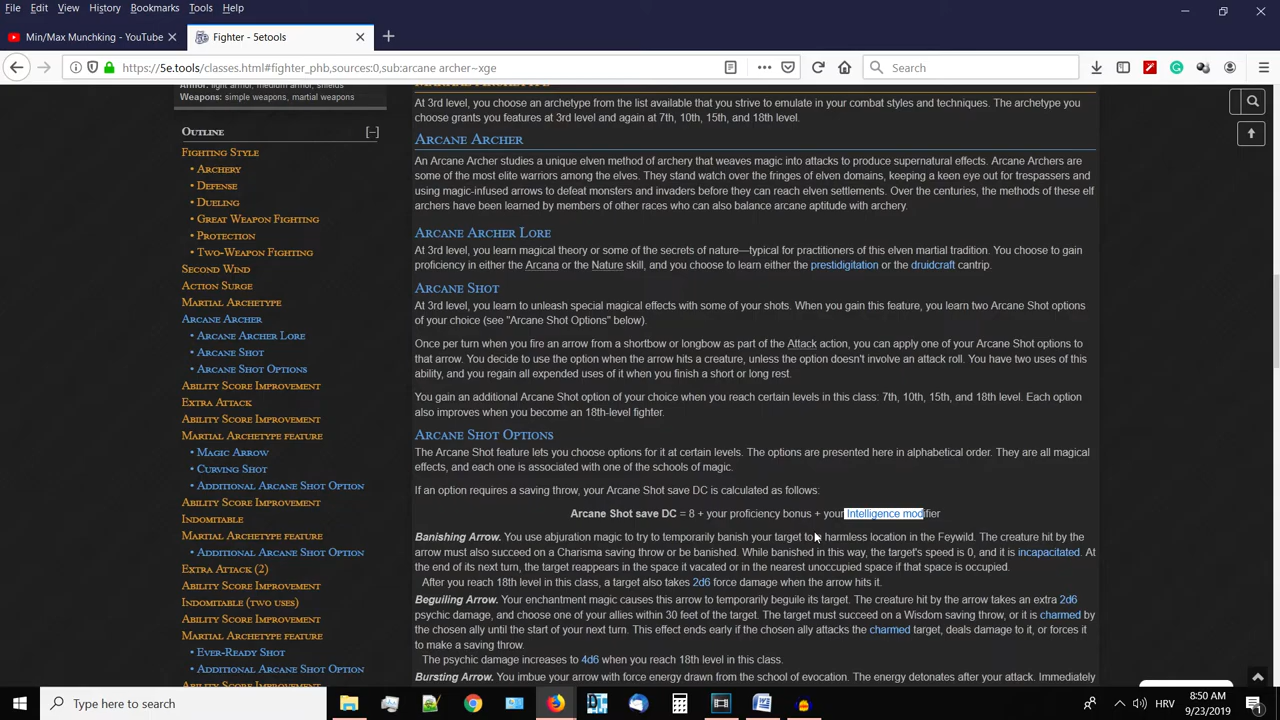 File Edit View History Bookmarks Tools Help
Min/Max Munchking - YouTube
Fighter - 5etools
https://5e.tools/classes.html#fighter_phb,sources:0,sub:arcane archer~xge
Search
Weapons: simple weapons, martial weapons
Outline
Fighting Style
• Archery
• Defense
• Dueling
• Great Weapon Fighting
• Protection
• Two-Weapon Fighting
Second Wind
Action Surge
Martial Archetype
Arcane Archer
• Arcane Archer Lore
• Arcane Shot
• Arcane Shot Options
Ability Score Improvement
Extra Attack
Ability Score Improvement
Martial Archetype feature
• Magic Arrow
• Curving Shot
• Additional Arcane Shot Option
Ability Score Improvement
Indomitable
Ability Score Improvement
Martial Archetype feature
• Additional Arcane Shot Option
Extra Attack (2)
Ability Score Improvement
Indomitable (two uses)
Ability Score Improvement
Martial Archetype feature
• Ever-Ready Shot
• Additional Arcane Shot Option
At 3rd level, you choose an archetype from the list available that you strive to emulate in your combat styles and techniques. The archetype you
choose grants you features at 3rd level and again at 7th, 10th, 15th, and 18th level.
Arcane Archer
An Arcane Archer studies a unique elven method of archery that weaves magic into attacks to produce supernatural effects. Arcane Archers are
some of the most elite warriors among the elves. They stand watch over the fringes of elven domains, keeping a keen eye out for trespassers and
using magic-infused arrows to defeat monsters and invaders before they can reach elven settlements. Over the centuries, the methods of these elf
archers have been learned by members of other races who can also balance arcane aptitude with archery.
Arcane Archer Lore
At 3rd level, you learn magical theory or some of the secrets of nature—typical for practitioners of this elven martial tradition. You choose to gain
proficiency in either the Arcana or the Nature skill, and you choose to learn either the prestidigitation or the druidcraft cantrip.
Arcane Shot
At 3rd level, you learn to unleash special magical effects with some of your shots. When you gain this feature, you learn two Arcane Shot options
of your choice (see "Arcane Shot Options" below).
Once per turn when you fire an arrow from a shortbow or longbow as part of the Attack action, you can apply one of your Arcane Shot options to
that arrow. You decide to use the option when the arrow hits a creature, unless the option doesn't involve an attack roll. You have two uses of this
ability, and you regain all expended uses of it when you finish a short or long rest.
You gain an additional Arcane Shot option of your choice when you reach certain levels in this class: 7th, 10th, 15th, and 18th level. Each option
also improves when you become an 18th-level fighter.
Arcane Shot Options
The Arcane Shot feature lets you choose options for it at certain levels. The options are presented here in alphabetical order. They are all magical
effects, and each one is associated with one of the schools of magic.
If an option requires a saving throw, your Arcane Shot save DC is calculated as follows:
Arcane Shot save DC = 8 + your proficiency bonus + your Intelligence modifier
Banishing Arrow. You use abjuration magic to try to temporarily banish your target to a harmless location in the Feywild. The creature hit by the
arrow must also succeed on a Charisma saving throw or be banished. While banished in this way, the target's speed is 0, and it is incapacitated. At
the end of its next turn, the target reappears in the space it vacated or in the nearest unoccupied space if that space is occupied.
After you reach 18th level in this class, a target also takes 2d6 force damage when the arrow hits it.
Beguiling Arrow. Your enchantment magic causes this arrow to temporarily beguile its target. The creature hit by the arrow takes an extra 2d6
psychic damage, and choose one of your allies within 30 feet of the target. The target must succeed on a Wisdom saving throw, or it is charmed by
the chosen ally until the start of your next turn. This effect ends early if the chosen ally attacks the charmed target, deals damage to it, or forces it
to make a saving throw.
The psychic damage increases to 4d6 when you reach 18th level in this class.
Bursting Arrow. You imbue your arrow with force energy drawn from the school of evocation. The energy detonates after your attack. Immediately
Type here to search
HRV
8:50 AM
9/23/2019